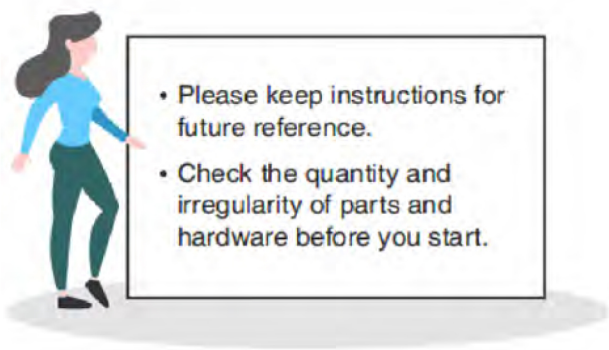 • Please keep instructions for
future reference.
• Check the quantity and
irregularity of parts and
hardware before you start.